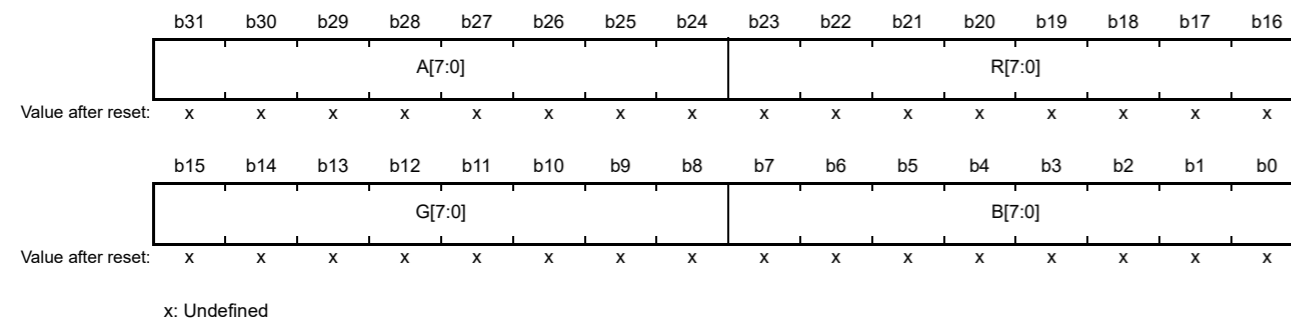 b31 b30 b29 b28 b27 b26 b25 b24 b23 b22 b21 b20 b19 b18 b17 b16
A[7:0] R[7:0]
Value after reset: x x x x x x x x x x x x x x x x
b15 b14 b13 b12 b11 b10 b9 b8 b7 b6 b5 b4 b3 b2 b1 b0
G[7:0] B[7:0]
Value after reset: x x x x x x x x x x x x x x x x
x: Undefined